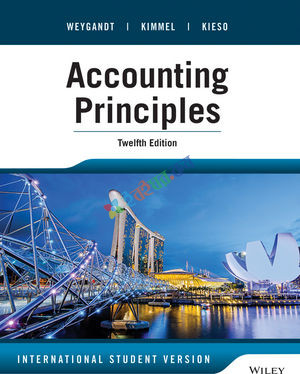 WEYGANDT | KIMMEL | KIESO
Accounting
Principles
Twelfth Edition
INTERNATIONAL STUDENT VERSION
WILEY